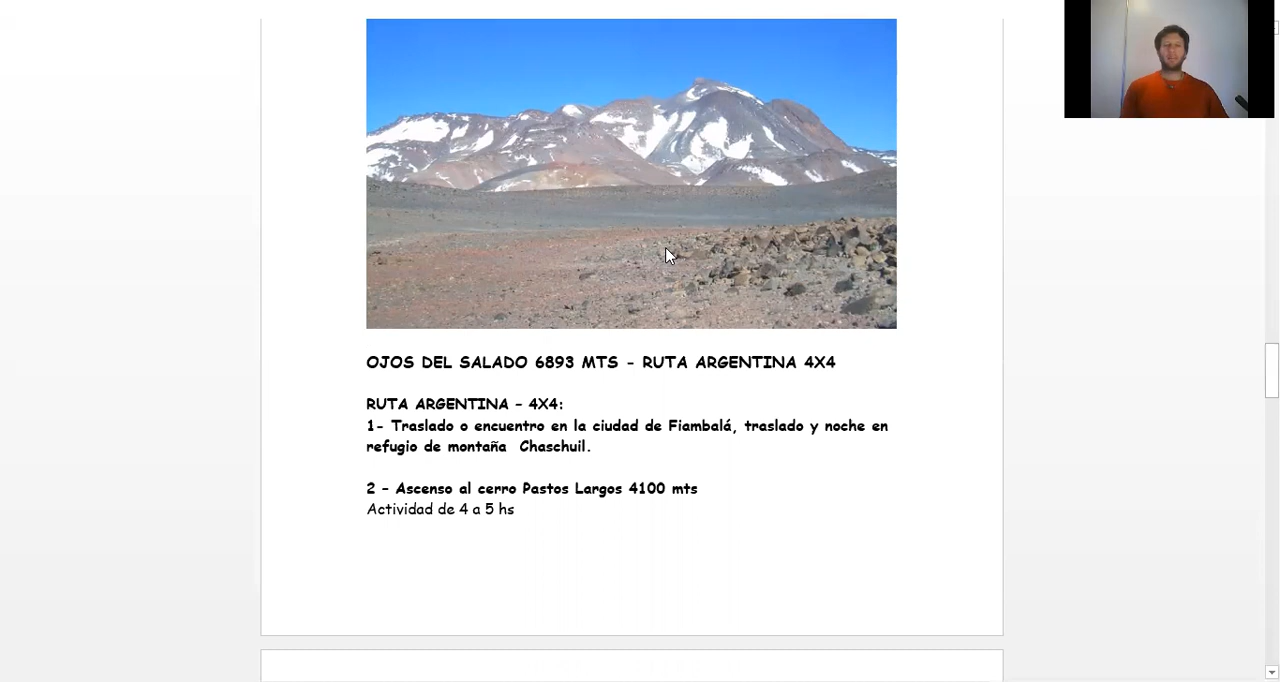 OJOS DEL SALADO 6893 MTS - RUTA ARGENTINA 4X4
RUTA ARGENTINA – 4X4:
1- Traslado o encuentro en la ciudad de Fiambalá, traslado y noche en
refugio de montaña Chaschuil.
2 – Ascenso al cerro Pastos Largos 4100 mts
Actividad de 4 a 5 hs